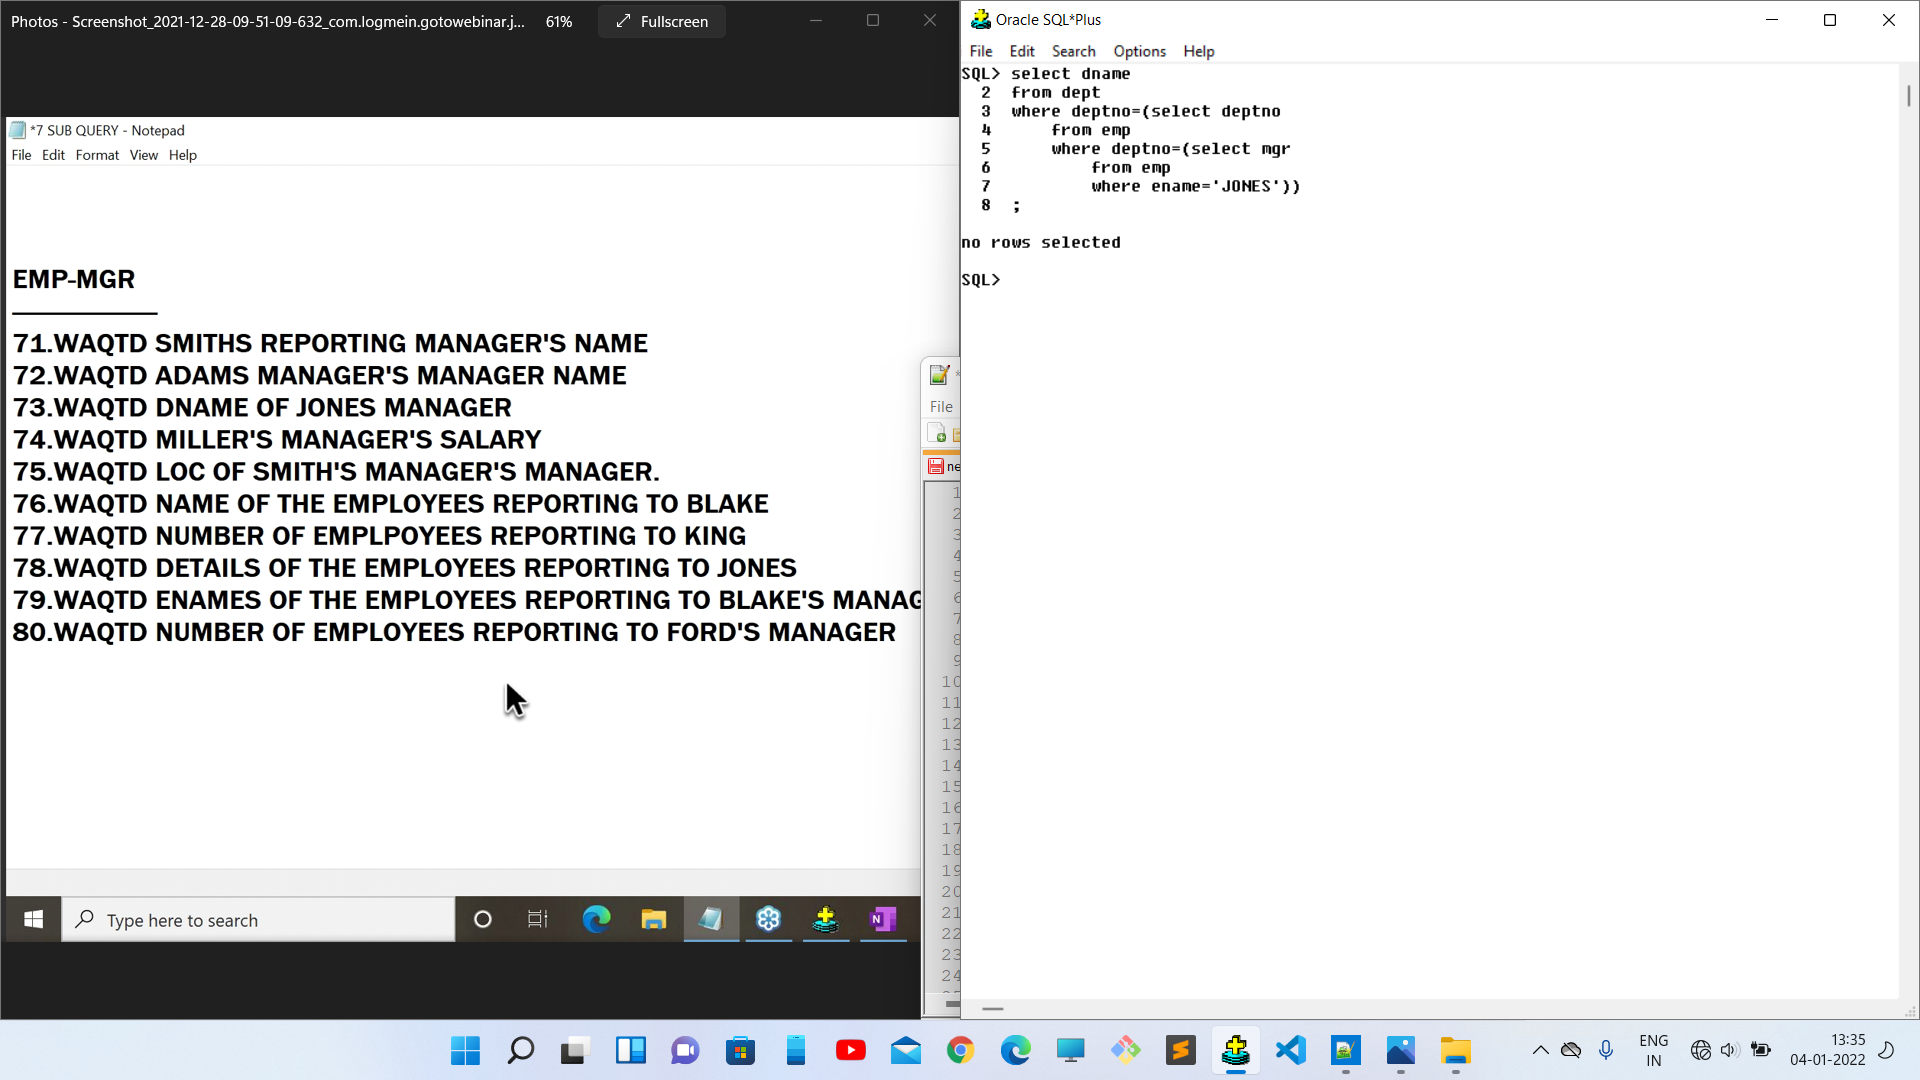 Photos - Screenshot_2021-12-28-09-51-09-632_com.logmein.gotowebinar.j...
61%
Fullscreen
*7 SUB QUERY - Notepad
File Edit Format View Help
EMP-MGR
71.WAQTD SMITHS REPORTING MANAGER'S NAME
72.WAQTD ADAMS MANAGER'S MANAGER NAME
73.WAQTD DNAME OF JONES MANAGER
74.WAQTD MILLER'S MANAGER'S SALARY
75.WAQTD LOC OF SMITH'S MANAGER'S MANAGER.
76.WAQTD NAME OF THE EMPLOYEES REPORTING TO BLAKE
77.WAQTD NUMBER OF EMPLPOYEES REPORTING TO KING
78.WAQTD DETAILS OF THE EMPLOYEES REPORTING TO JONES
79.WAQTD ENAMES OF THE EMPLOYEES REPORTING TO BLAKE'S MANAG
80.WAQTD NUMBER OF EMPLOYEES REPORTING TO FORD'S MANAGER
Type here to search
N
*
File
ne
1
2
3
4
5
6
7
8
9
10
11
12
13
14
15
16
17
18
19
20
21
22
23
24
Oracle SQL*Plus
File Edit Search Options Help
SQL> select dname
2 from dept
3 where deptno=(select deptno
4 from emp
5 where deptno=(select mgr
6 from emp
7 where ename='JONES'))
8 ;
no rows selected
SQL>
ENG
IN
13:35
04-01-2022